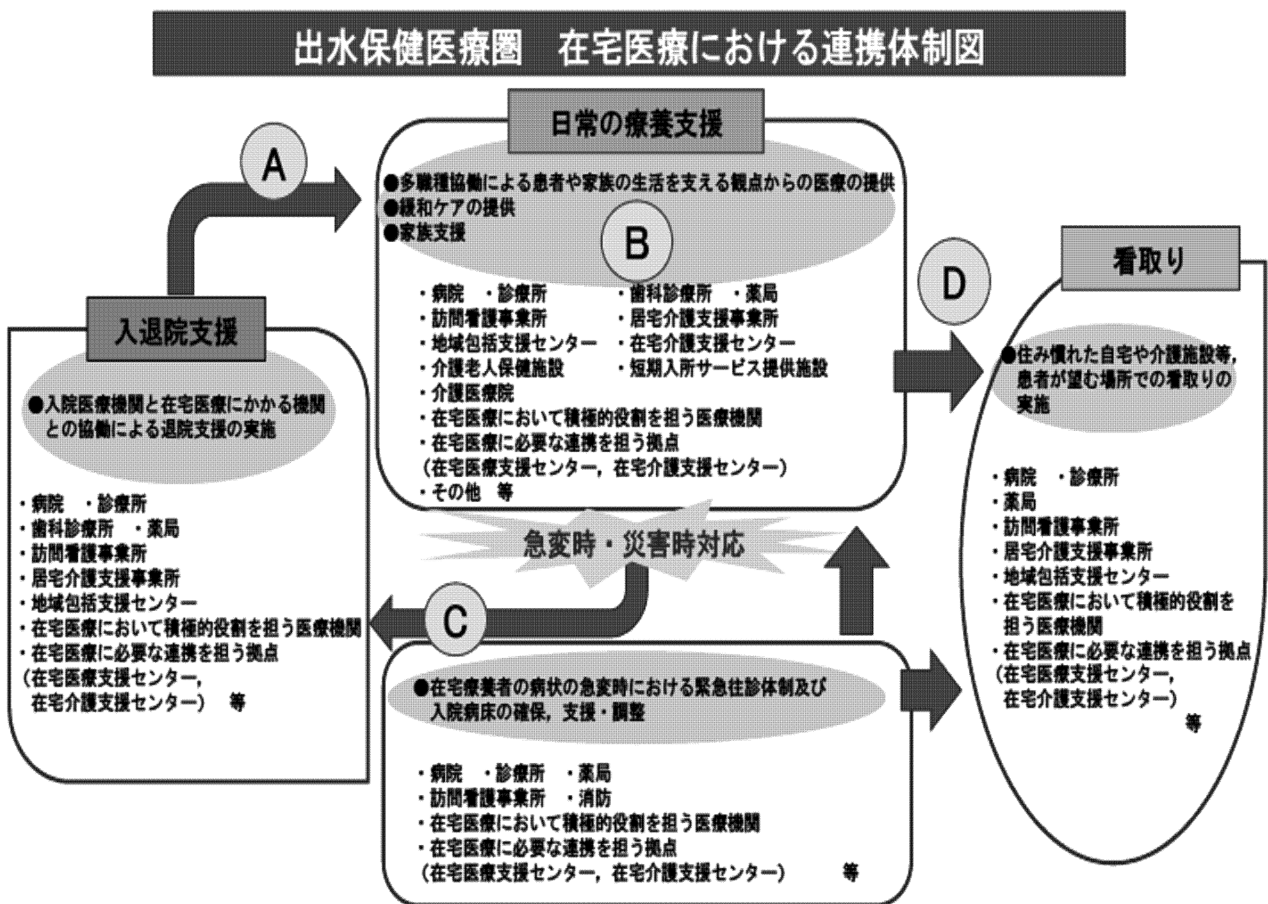 出水保健医療圏　在宅医療における連携体制図
A
日常の療養支援
●多職種協働による患者や家族の生活を支える観点からの医療の提供
●緩和ケアの提供
●家族支援
B
・病院　・診療所　・歯科診療所　・薬局
・訪問看護事業所　・居宅介護支援事業所
・地域包括支援センター　・在宅介護支援センター
・介護老人保健施設　・短期入所サービス提供施設
・介護医療院
・在宅医療において積極的役割を担う医療機関
・在宅医療に必要な連携を担う拠点
（在宅医療支援センター，在宅介護支援センター）
・その他　等
入退院支援
●入院医療機関と在宅医療にかかる機関
との協働による退院支援の実施
・病院　・診療所
・歯科診療所　・薬局
・訪問看護事業所
・居宅介護支援事業所
・地域包括支援センター
・在宅医療において積極的役割を担う医療機関
・在宅医療に必要な連携を担う拠点
（在宅医療支援センター，
在宅介護支援センター）　等
急変時・災害時対応
C
●在宅療養者の病状の急変時における緊急往診体制及び
入院病床の確保，支援・調整
・病院　・診療所　・薬局
・訪問看護事業所　・消防
・在宅医療において積極的役割を担う医療機関
・在宅医療に必要な連携を担う拠点
（在宅医療支援センター，在宅介護支援センター）　等
D
看取り
●住み慣れた自宅や介護施設等，
患者が望む場所での看取りの
実施
・病院　・診療所
・薬局
・訪問看護事業所
・居宅介護支援事業所
・地域包括支援センター
・在宅医療において積極的役割を
担う医療機関
・在宅医療に必要な連携を担う拠点
（在宅医療支援センター，
在宅介護支援センター）
等